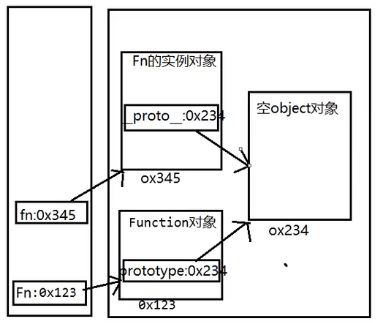 Fn的实例对象
__proto__:0x234
空object对象
ox345
fn:0x345
Function对象
ox234
prototype:0x234
Fn:0x123
0x123